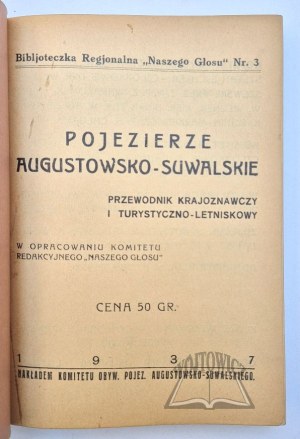 Bibljoteczka Regjonalna „Naszego Głosu" Nr. 3
POJEZIERZE
AUGUSTOWSKO-SUWALSKIE
PRZEWODNIK KRAJOZNAWCZY
I TURYSTYCZNO-LETNISKOWY
W OPRACOWANIU KOMITETU
REDAKCYJNEGO „NASZEGO GŁOSU"
CENA 50 GR.
1 9 3 7
NAKŁADEM KOMITETU OBYW. POJEZ. AUGUSTOWSKO-SUWALSKIEGO.
WÓJTOWICZ